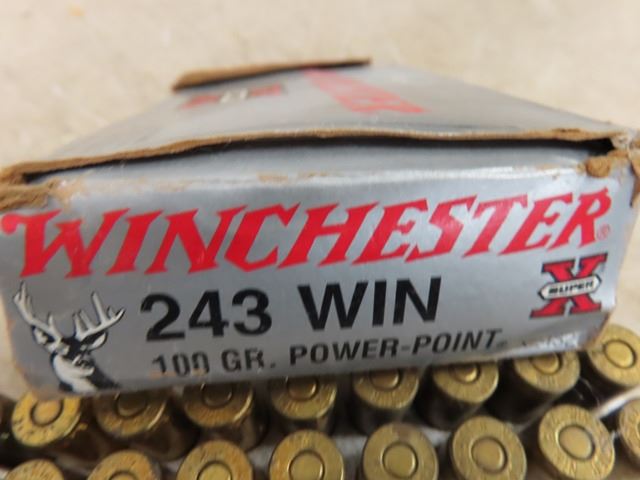 WINCHESTER®
SUPER X
243 WIN
100 GR. POWER-POINT